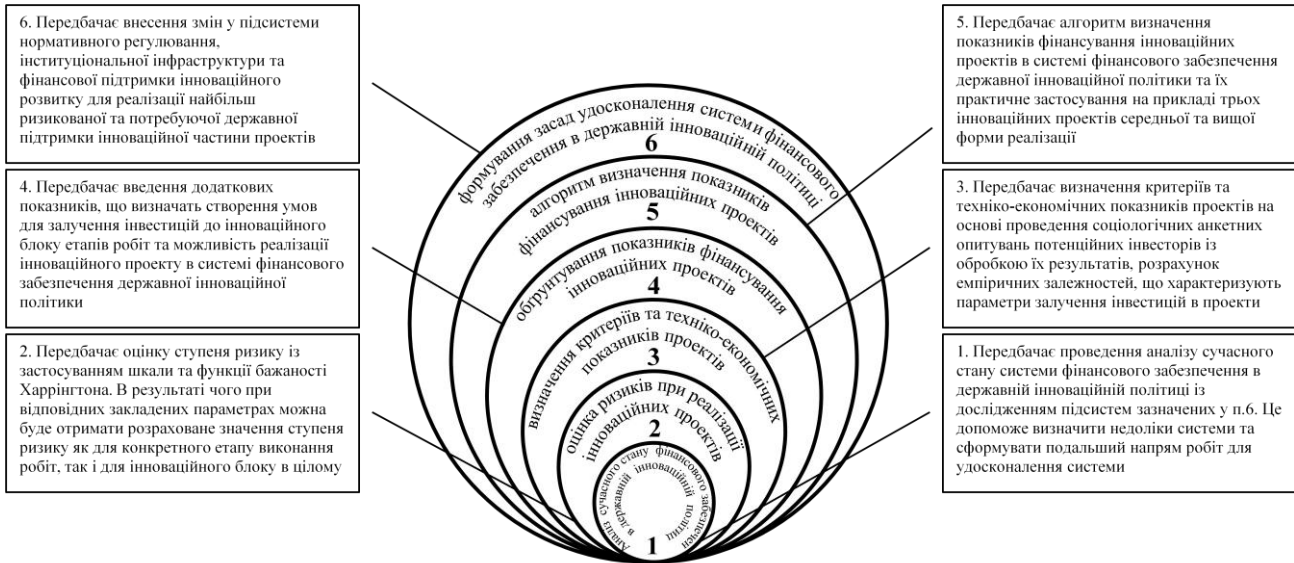 6. Передбачає внесення змін у підсистеми
нормативного регулювання,
інституціональної інфраструктури та
фінансової підтримки інноваційного
розвитку для реалізації найбільш
ризикованої та потребуючої державної
підтримки інноваційної частини проектів
4. Передбачає введення додаткових
показників, що визначать створення умов
для залучення інвестицій до інноваційного
блоку етапів робіт та можливість реалізації
інноваційного проекту в системі фінансового
забезпечення державної інноваційної
політики
2. Передбачає оцінку ступеня ризику із
застосуванням шкали та функції бажаності
Харрінгтона. В результаті чого при
відповідних закладених параметрах можна
буде отримати розраховане значення ступеня
ризику як для конкретного етапу виконання
робіт, так і для інноваційного блоку в цілому
формування засад удосконалення системи фінансового
забезпечення в державній інноваційній політиці
6
алгоритм визначення показників
фінансування інноваційних проектів
5
обґрунтування показників фінансування
інноваційних проектів
4
визначення критеріїв та техніко-економічних
показників проектів
3
оцінка ризиків при реалізації
інноваційних проектів
2
Аналіз сучасного стану фінансового забезпечен
в державній інноваційній політиц
1
5. Передбачає алгоритм визначення
показників фінансування інноваційних
проектів в системі фінансового забезпечення
державної інноваційної політики та їх
практичне застосування на прикладі трьох
інноваційних проектів середньої та вищої
форми реалізації
3. Передбачає визначення критеріїв та
техніко-економічних показників проектів на
основі проведення соціологічних анкетних
опитувань потенційних інвесторів із
обробкою їх результатів, розрахунок
емпіричних залежностей, що характеризують
параметри залучення інвестицій в проекти
1. Передбачає проведення аналізу сучасного
стану системи фінансового забезпечення в
державній інноваційній політиці із
дослідженням підсистем зазначених у п.6. Це
допоможе визначити недоліки системи та
сформувати подальший напрям робіт для
удосконалення системи